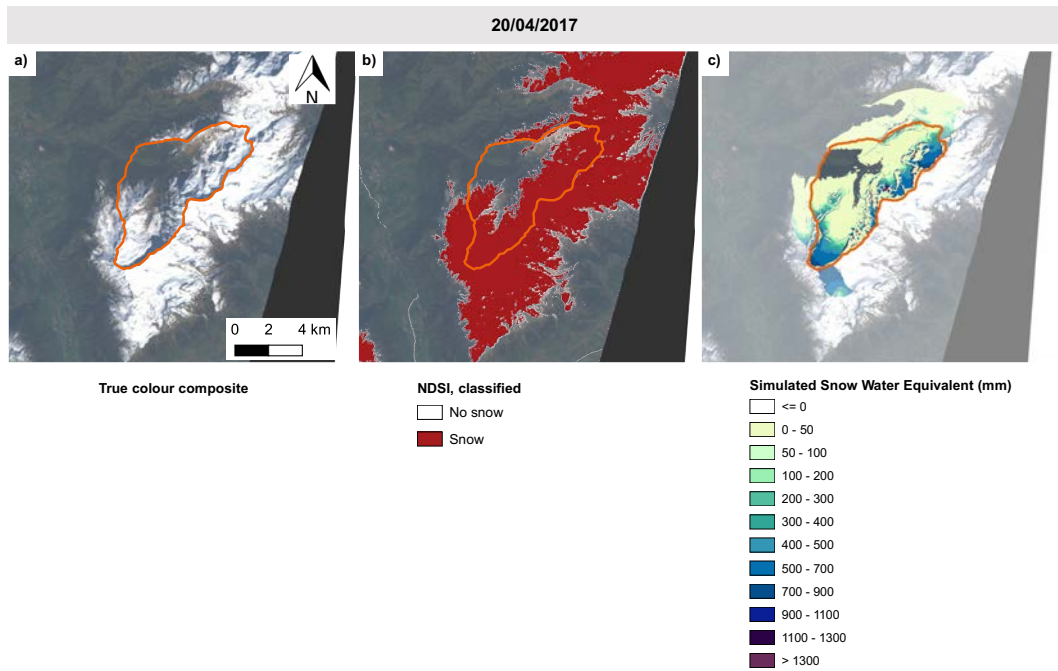 20/04/2017
a)
b)
c)
N
0 2 4 km
True colour composite
NDSI, classified
No snow
Snow
Simulated Snow Water Equivalent (mm)
<= 0
0 - 50
50 - 100
100 - 200
200 - 300
300 - 400
400 - 500
500 - 700
700 - 900
900 - 1100
1100 - 1300
> 1300